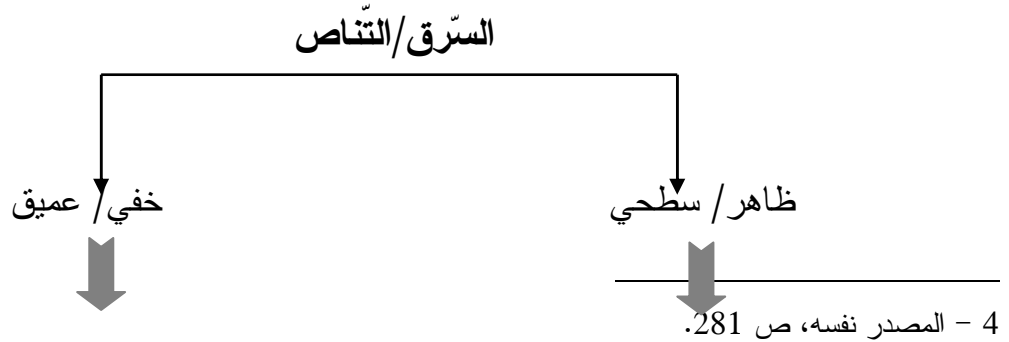 السّرق/التّناص
ظاهر/ سطحي
خفي/ عميق
4 - المصدر نفسه، ص 281.